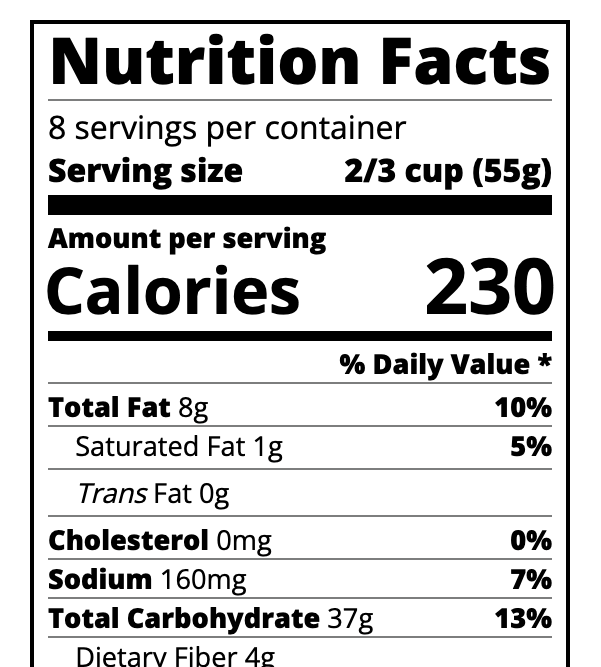 Nutrition Facts
8 servings per container
Serving size 2/3 cup (55g)
Amount per serving
Calories 230
% Daily Value *
Total Fat 8g 10%
Saturated Fat 1g 5%
Trans Fat 0g
Cholesterol 0mg 0%
Sodium 160mg 7%
Total Carbohydrate 37g 13%
Dietary Fiber 4g